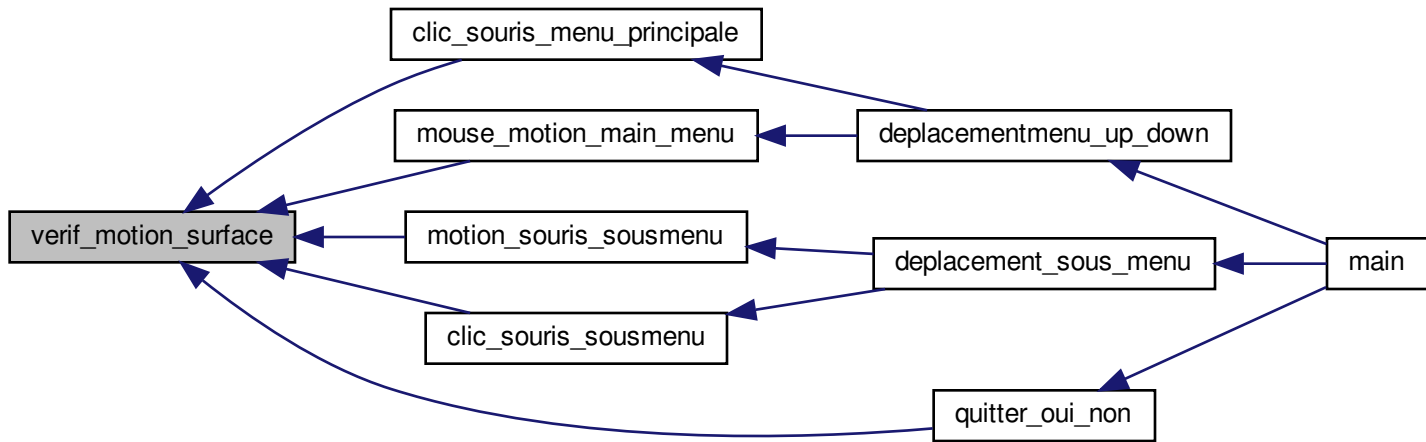 clic_souris_menu_principale
mouse_motion_main_menu
deplacementmenu_up_down
verif_motion_surface
motion_souris_sousmenu
deplacement_sous_menu
main
clic_souris_sousmenu
quitter_oui_non